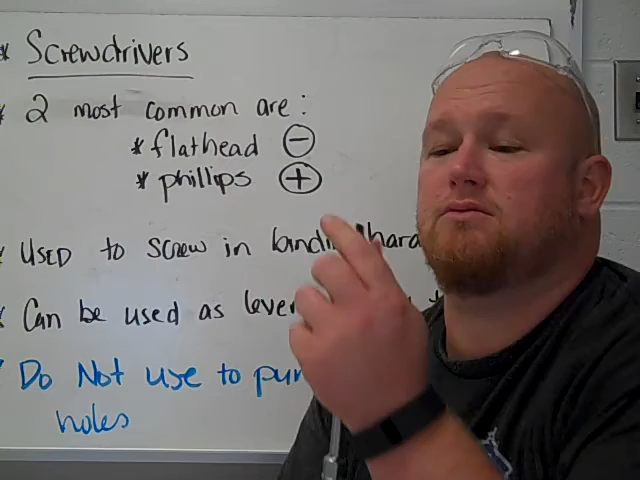 * Screwdrivers
* 2 most common are:
* flathead
* phillips
* USED to screw in
* Can be used as
* Do Not use to
holes